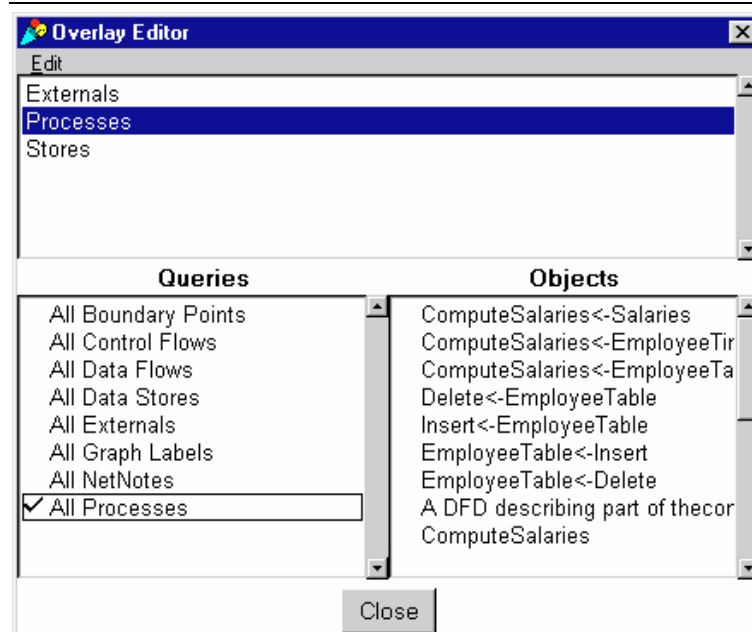 Overlay Editor
Edit
Externals
Processes
Stores
Queries
All Boundary Points
All Control Flows
All Data Flows
All Data Stores
All Externals
All Graph Labels
All NetNotes
All Processes
Objects
ComputeSalaries<-Salaries
ComputeSalaries<-EmployeeTir
ComputeSalaries<-EmployeeTa
Delete<-EmployeeTable
Insert<-EmployeeTable
EmployeeTable<-Insert
EmployeeTable<-Delete
A DFD describing part of thecor
ComputeSalaries
Close